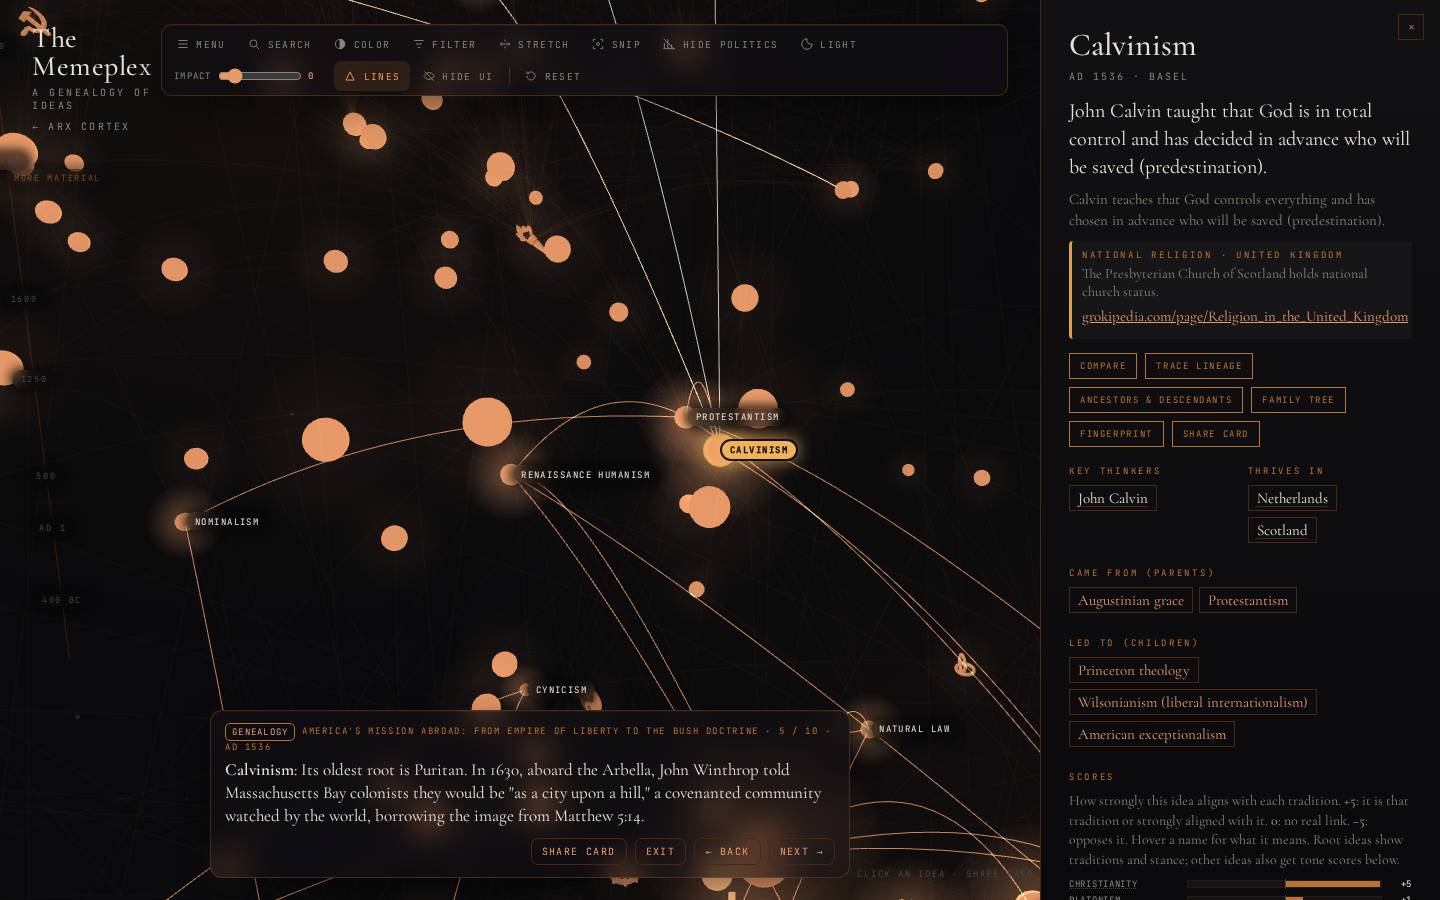 The
Memeplex
A GENEALOGY OF
IDEAS
← ARX CORTEX
MENU
SEARCH
COLOR
FILTER
STRETCH
SNIP
HIDE POLITICS
LIGHT
IMPACT
0
LINES
HIDE UI
RESET
MORE MATERIAL
1600
1250
500
AD 1
400 BC
PROTESTANTISM
CALVINISM
RENAISSANCE HUMANISM
NOMINALISM
CYNICISM
NATURAL LAW
GENEALOGY AMERICA'S MISSION ABROAD: FROM EMPIRE OF LIBERTY TO THE BUSH DOCTRINE · 5 / 10 ·
AD 1536
Calvinism: Its oldest root is Puritan. In 1630, aboard the Arbella, John Winthrop told
Massachusetts Bay colonists they would be "as a city upon a hill," a covenanted community
watched by the world, borrowing the image from Matthew 5:14.
SHARE CARD
EXIT
← BACK
NEXT →
CLICK AN IDEA · SHARE CARD
×
Calvinism
AD 1536 · BASEL
John Calvin taught that God is in total
control and has decided in advance who will
be saved (predestination).
Calvin teaches that God controls everything and has
chosen in advance who will be saved (predestination).
NATIONAL RELIGION · UNITED KINGDOM
The Presbyterian Church of Scotland holds national
church status.
grokipedia.com/page/Religion_in_the_United_Kingdom
COMPARE
TRACE LINEAGE
ANCESTORS & DESCENDANTS
FAMILY TREE
FINGERPRINT
SHARE CARD
KEY THINKERS
John Calvin
THRIVES IN
Netherlands
Scotland
CAME FROM (PARENTS)
Augustinian grace
Protestantism
LED TO (CHILDREN)
Princeton theology
Wilsonianism (liberal internationalism)
American exceptionalism
SCORES
How strongly this idea aligns with each tradition. +5: it is that
tradition or strongly aligned with it. 0: no real link. −5:
opposes it. Hover a name for what it means. Root ideas show
traditions and stance; other ideas also get tone scores below.
CHRISTIANITY
+5